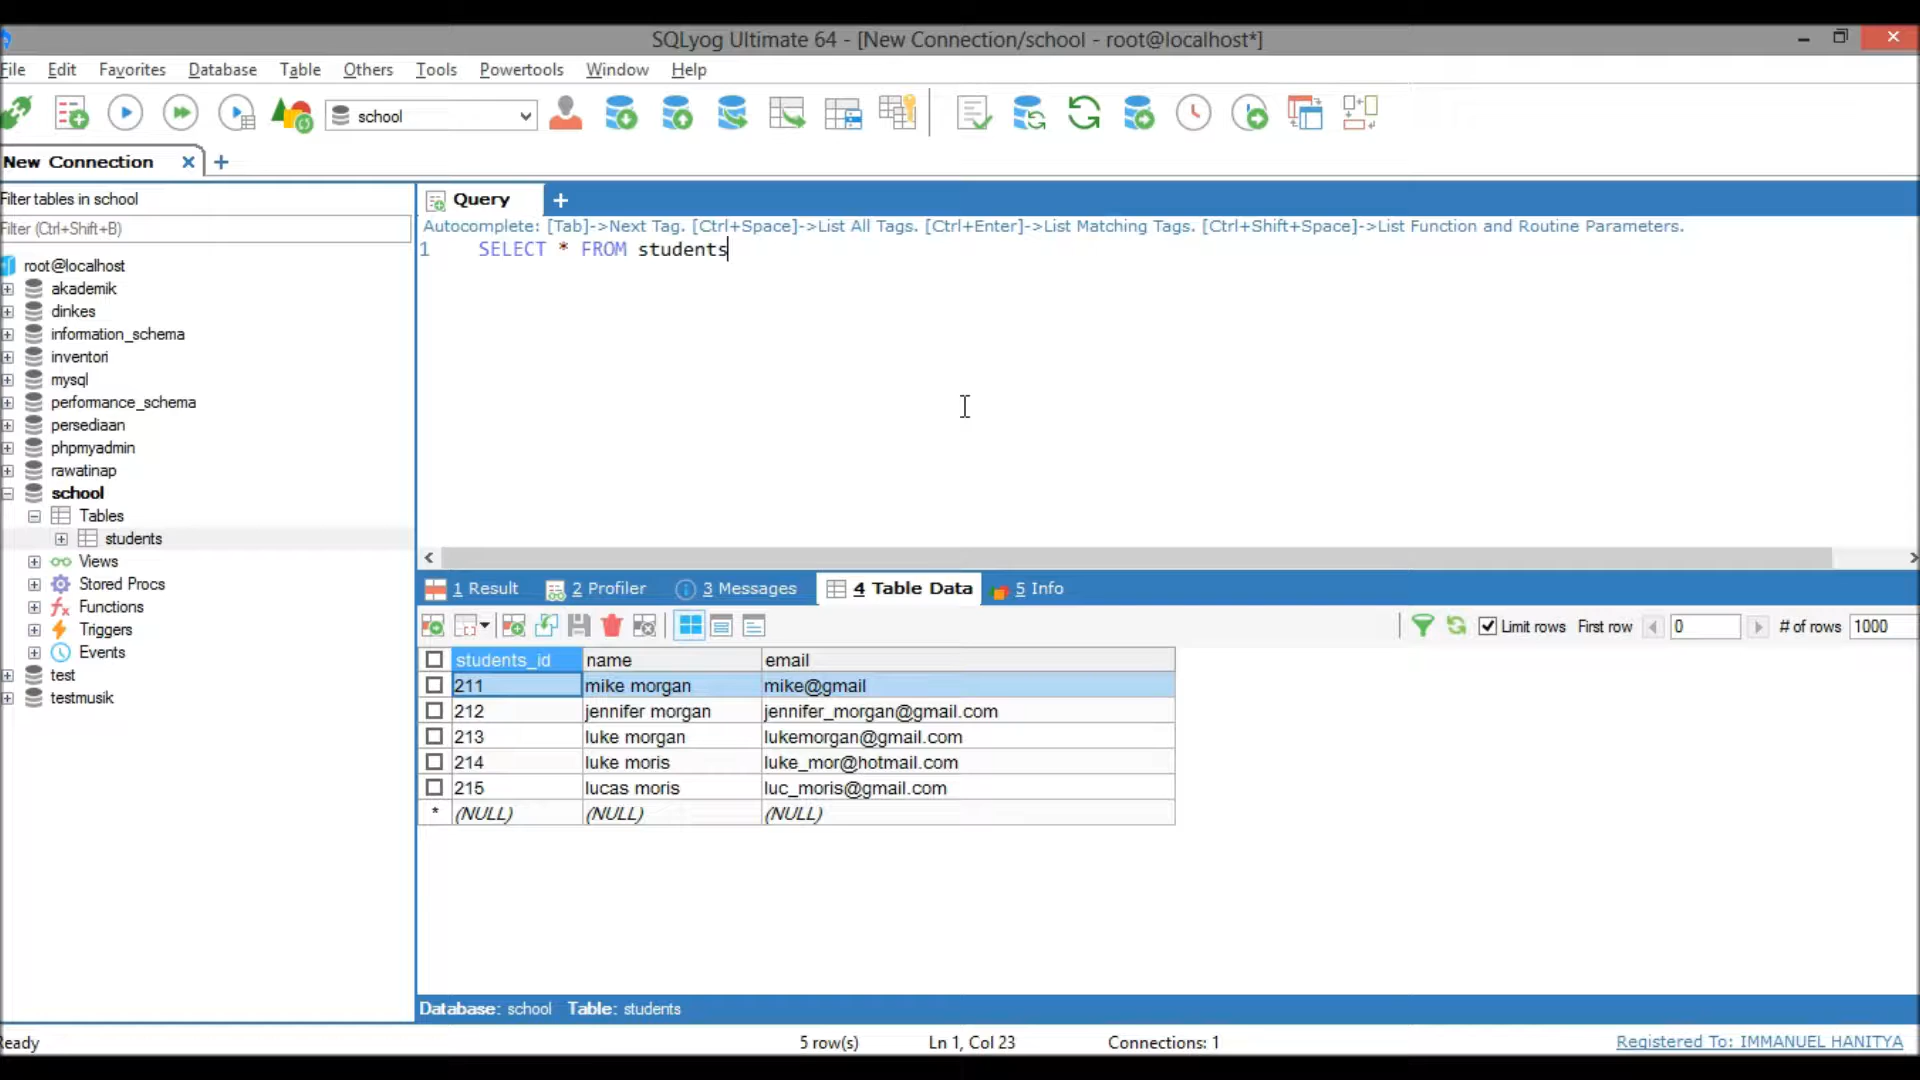 SQLyog Ultimate 64 - [New Connection/school - root@localhost*]
File Edit Favorites Database Table Others Tools Powertools Window Help
school
New Connection
Query
Filter tables in school
Autocomplete: [Tab]->Next Tag. [Ctrl+Space]->List All Tags. [Ctrl+Enter]->List Matching Tags. [Ctrl+Shift+Space]->List Function and Routine Parameters.
Filter (Ctrl+Shift+B)
1 SELECT * FROM students
root@localhost
akademik
dinkes
information_schema
inventori
mysql
performance_schema
persediaan
phpmyadmin
rawatinap
school
Tables
students
Views
Stored Procs
Functions
Triggers
Events
test
testmusik
1 Result 2 Profiler 3 Messages 4 Table Data 5 Info
Limit rows First row 0 # of rows 1000
students_id name email
211 mike morgan mike@gmail
212 jennifer morgan jennifer_morgan@gmail.com
213 luke morgan lukemorgan@gmail.com
214 luke moris luke_mor@hotmail.com
215 lucas moris luc_moris@gmail.com
* (NULL) (NULL) (NULL)
Database: school Table: students
Ready 5 row(s) Ln 1, Col 23 Connections: 1 Registered To: IMMANUEL HANITYA